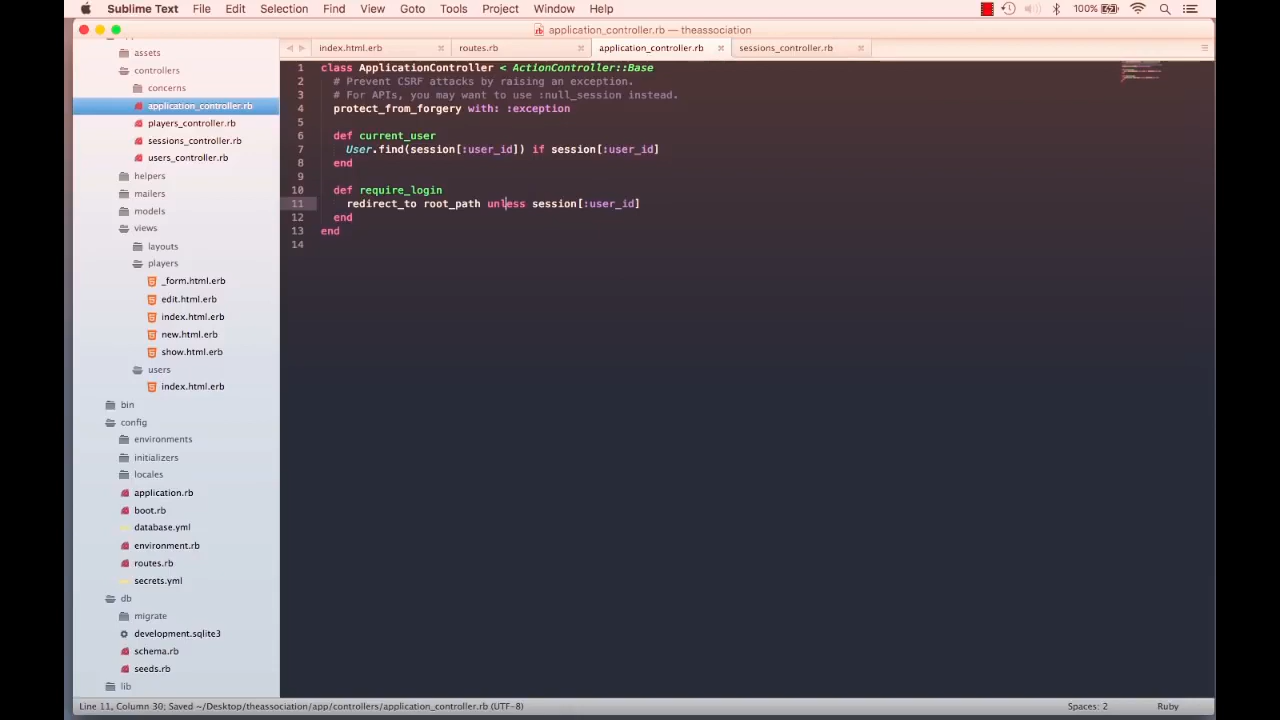 Sublime Text File Edit Selection Find View Goto Tools Project Window Help 100%
application_controller.rb — theassociation
index.html.erb routes.rb application_controller.rb sessions_controller.rb
assets
controllers
concerns
application_controller.rb
players_controller.rb
sessions_controller.rb
users_controller.rb
helpers
mailers
models
views
layouts
players
_form.html.erb
edit.html.erb
index.html.erb
new.html.erb
show.html.erb
users
index.html.erb
bin
config
environments
initializers
locales
application.rb
boot.rb
database.yml
environment.rb
routes.rb
secrets.yml
db
migrate
development.sqlite3
schema.rb
seeds.rb
lib
1 class ApplicationController < ActionController::Base
2 # Prevent CSRF attacks by raising an exception.
3 # For APIs, you may want to use :null_session instead.
4 protect_from_forgery with: :exception
5
6 def current_user
7 User.find(session[:user_id]) if session[:user_id]
8 end
9
10 def require_login
11 redirect_to root_path unless session[:user_id]
12 end
13 end
14
Line 11, Column 30; Saved ~/Desktop/theassociation/app/controllers/application_controller.rb (UTF-8) Spaces: 2 Ruby